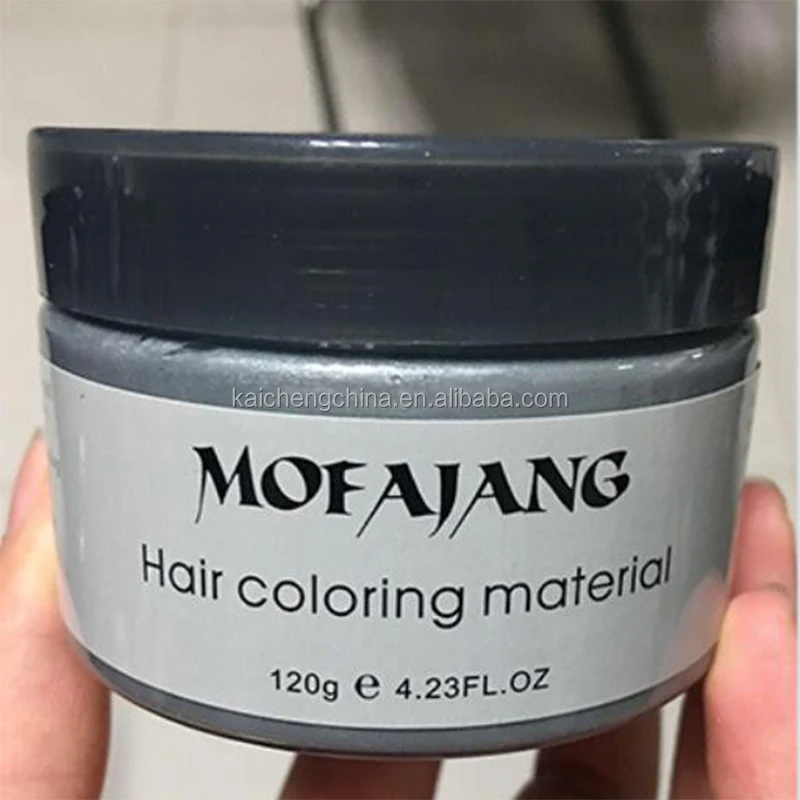 kaichengchina.en.alibaba.com
MOFAJANG
Hair coloring material
120g ℮ 4.23FL.OZ